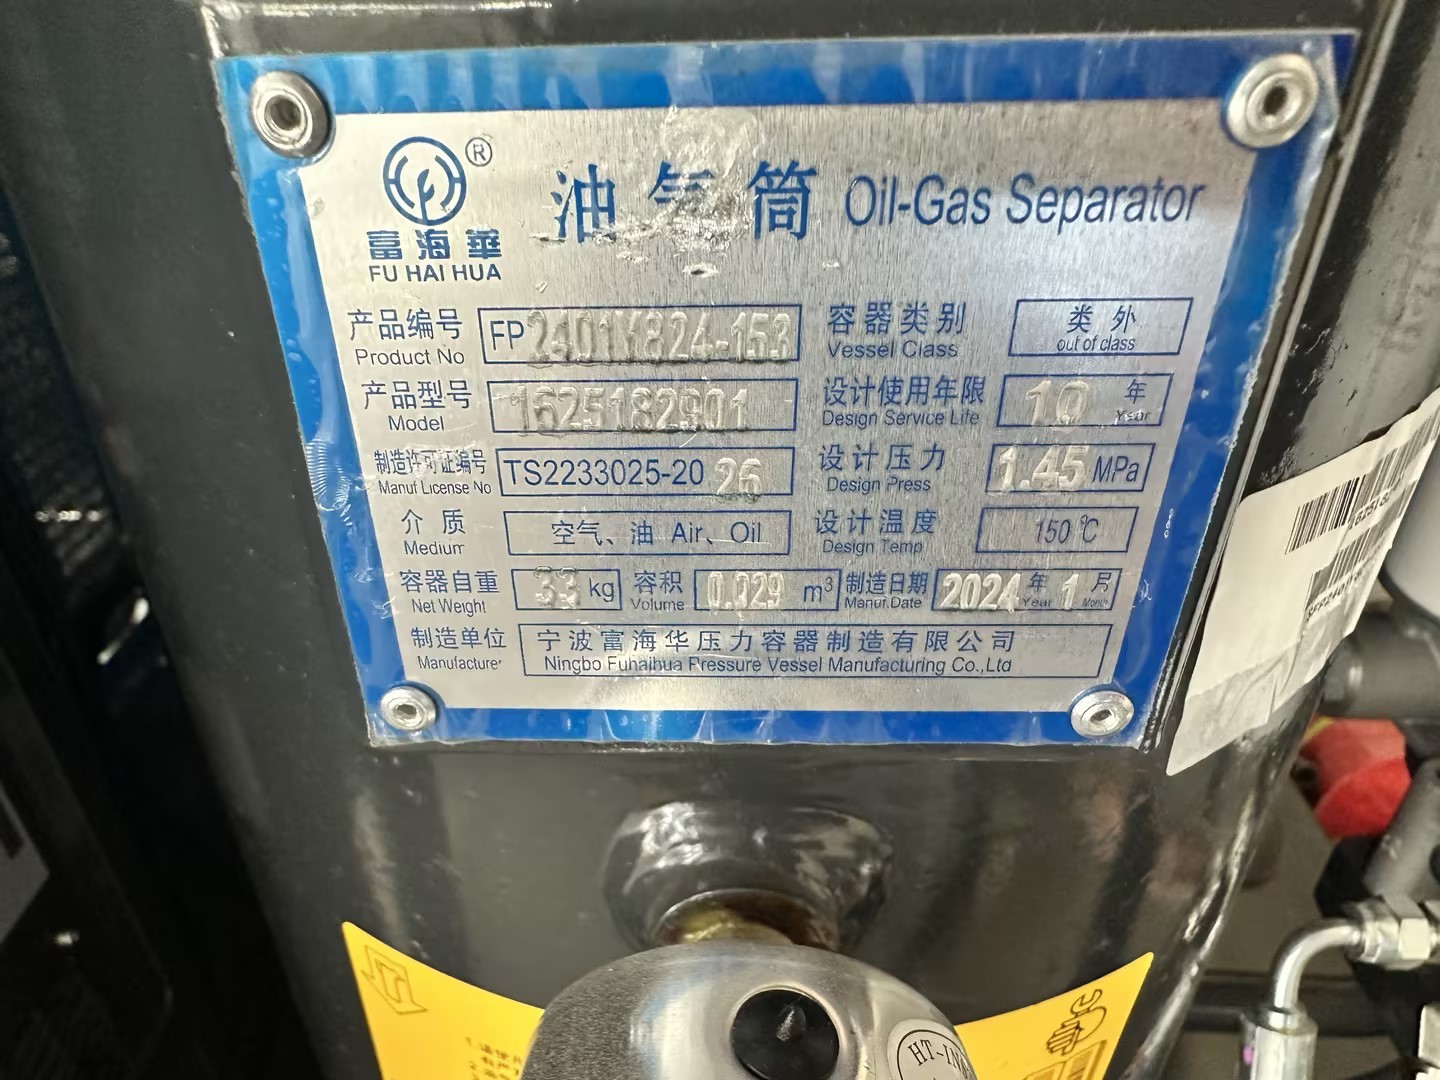 ®
富海華
FU HAI HUA
油气筒 Oil-Gas Separator
产品编号 FP2401Y824-153 容器类别 类外
Product No Vessel Class out of class
产品型号 1625182901 设计使用年限 10 年
Model Design Service Life Year
制造许可证编号 TS2233025-2026 设计压力 1.45 MPa
Manuf License No Design Press
介质 空气、油 Air、Oil 设计温度 150℃
Medium Design Temp
容器自重 33 kg 容积 0.029 m³ 制造日期 2024 年 1 月
Net Weight Volume Manuf.Date Year Month
制造单位 宁波富海华压力容器制造有限公司
Manufacturer Ningbo Fuhaihua Pressure Vessel Manufacturing Co.,Ltd